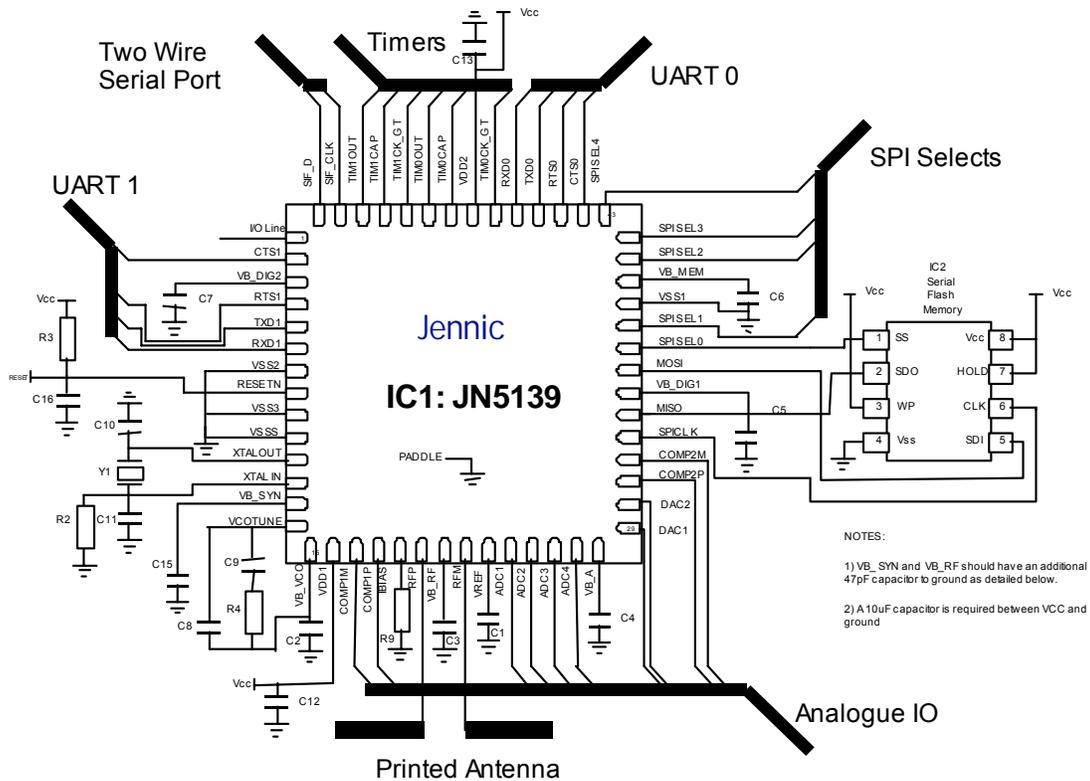 Two Wire
Serial Port
Timers
C13
Vcc
UART 0
SPI Selects
UART 1
SIF_D
SIF_CLK
TIM1OUT
TIM1CAP
TIM1CK_GT
TIM0OUT
TIM0CAP
VDD2
TIM0CK_GT
RXD0
TXD0
RTS0
CTS0
SPISEL4
43
I/O Line
1
CTS1
VB_DIG2
C7
RTS1
TXD1
RXD1
VSS2
RESETN
VSS3
VSSS
XTALOUT
XTALIN
VB_SYN
VCOTUNE
Vcc
R3
RESET
C16
C10
Y1
R2
C11
C15
C8
C9
R4
Jennic
IC1: JN5139
PADDLE
SPISEL3
SPISEL2
VB_MEM
VSS1
C6
SPISEL1
SPISEL0
MOSI
VB_DIG1
MISO
C5
SPICLK
COMP2M
COMP2P
DAC2
29
DAC1
IC2
Serial
Flash
Memory
Vcc
Vcc
1
SS
Vcc
8
2
SDO
HOLD
7
3
WP
CLK
6
4
Vss
SDI
5
15
VB_VCO
VDD1
COMP1M
COMP1P
IBIAS
RFP
VB_RF
RFM
VREF
ADC1
ADC2
ADC3
ADC4
VB_A
C2
R9
C3
C1
C4
Vcc
C12
NOTES:
1) VB_SYN and VB_RF should have an additional
47pF capacitor to ground as detailed below.
2) A 10uF capacitor is required between VCC and
ground
Analogue IO
Printed Antenna